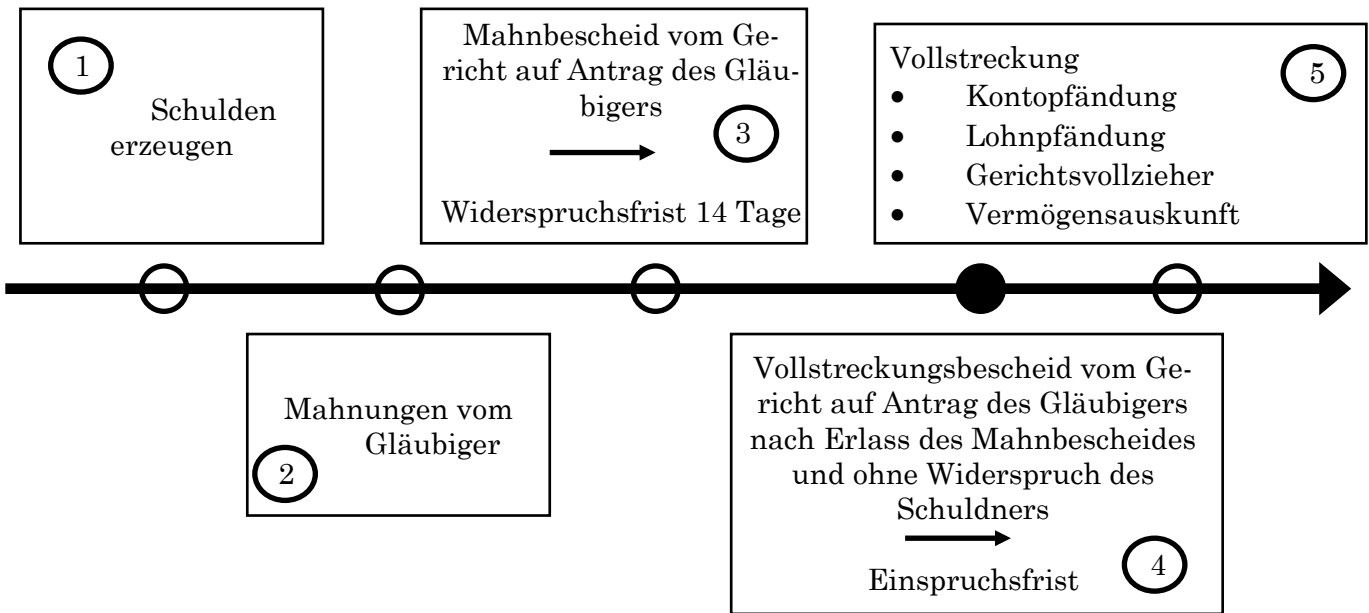 1
Schulden
erzeugen
Mahnungen vom
Gläubiger
2
Mahnbescheid vom Ge-
richt auf Antrag des Gläu-
bigers
3
Widerspruchsfrist 14 Tage
Vollstreckungsbescheid vom Ge-
richt auf Antrag des Gläubigers
nach Erlass des Mahnbescheides
und ohne Widerspruch des
Schuldners
Einspruchsfrist
4
Vollstreckung
5
• Kontopfändung
• Lohnpfändung
• Gerichtsvollzieher
• Vermögensauskunft